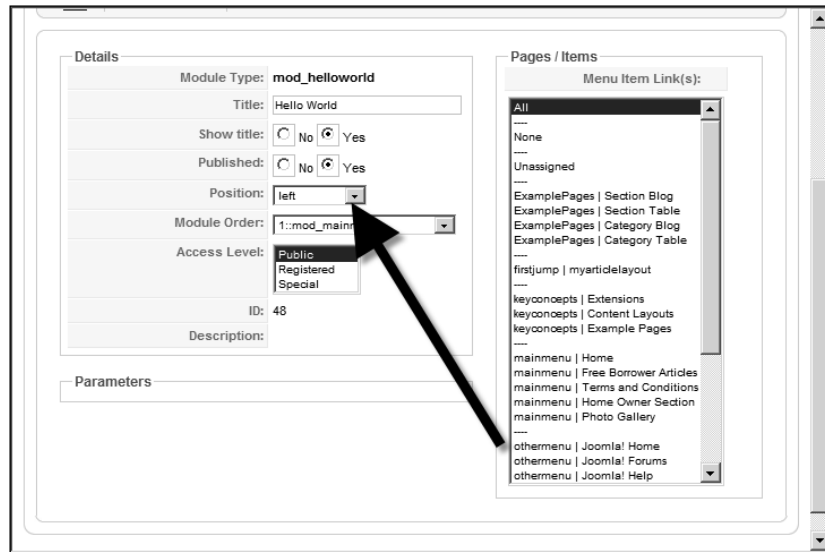 Details
Module Type: mod_helloworld
Title: Hello World
Show title: No Yes
Published: No Yes
Position: left
Module Order: 1::mod_mainm
Access Level: Public
Registered
Special
ID: 48
Description:
Parameters
Pages / Items
Menu Item Link(s):
All
----
None
----
Unassigned
----
ExamplePages | Section Blog
ExamplePages | Section Table
ExamplePages | Category Blog
ExamplePages | Category Table
----
firstjump | myarticlelayout
----
keyconcepts | Extensions
keyconcepts | Content Layouts
keyconcepts | Example Pages
----
mainmenu | Home
mainmenu | Free Borrower Articles
mainmenu | Terms and Conditions
mainmenu | Home Owner Section
mainmenu | Photo Gallery
----
othermenu | Joomla! Home
othermenu | Joomla! Forums
othermenu | Joomla! Help